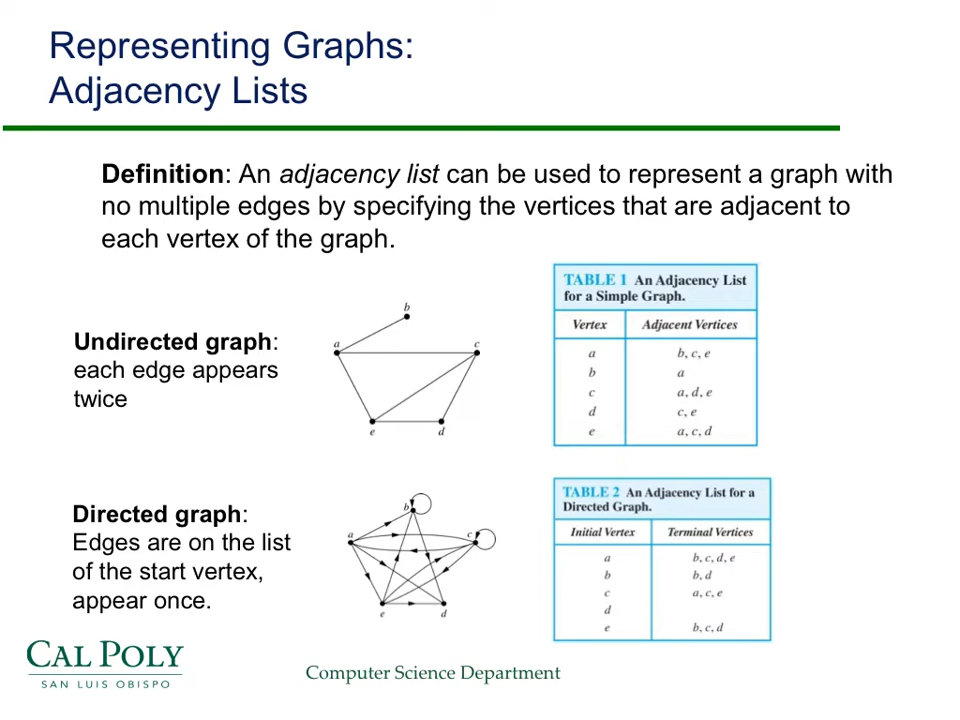 Representing Graphs:
Adjacency Lists
Definition: An adjacency list can be used to represent a graph with
no multiple edges by specifying the vertices that are adjacent to
each vertex of the graph.
Undirected graph:
each edge appears
twice
b
a
c
e
d
TABLE 1 An Adjacency List
for a Simple Graph.
Vertex Adjacent Vertices
a b, c, e
b a
c a, d, e
d c, e
e a, c, d
Directed graph:
Edges are on the list
of the start vertex,
appear once.
b
a
c
e
d
TABLE 2 An Adjacency List for a
Directed Graph.
Initial Vertex Terminal Vertices
a b, c, d, e
b b, d
c a, c, e
d
e b, c, d
CAL POLY
SAN LUIS OBISPO
Computer Science Department